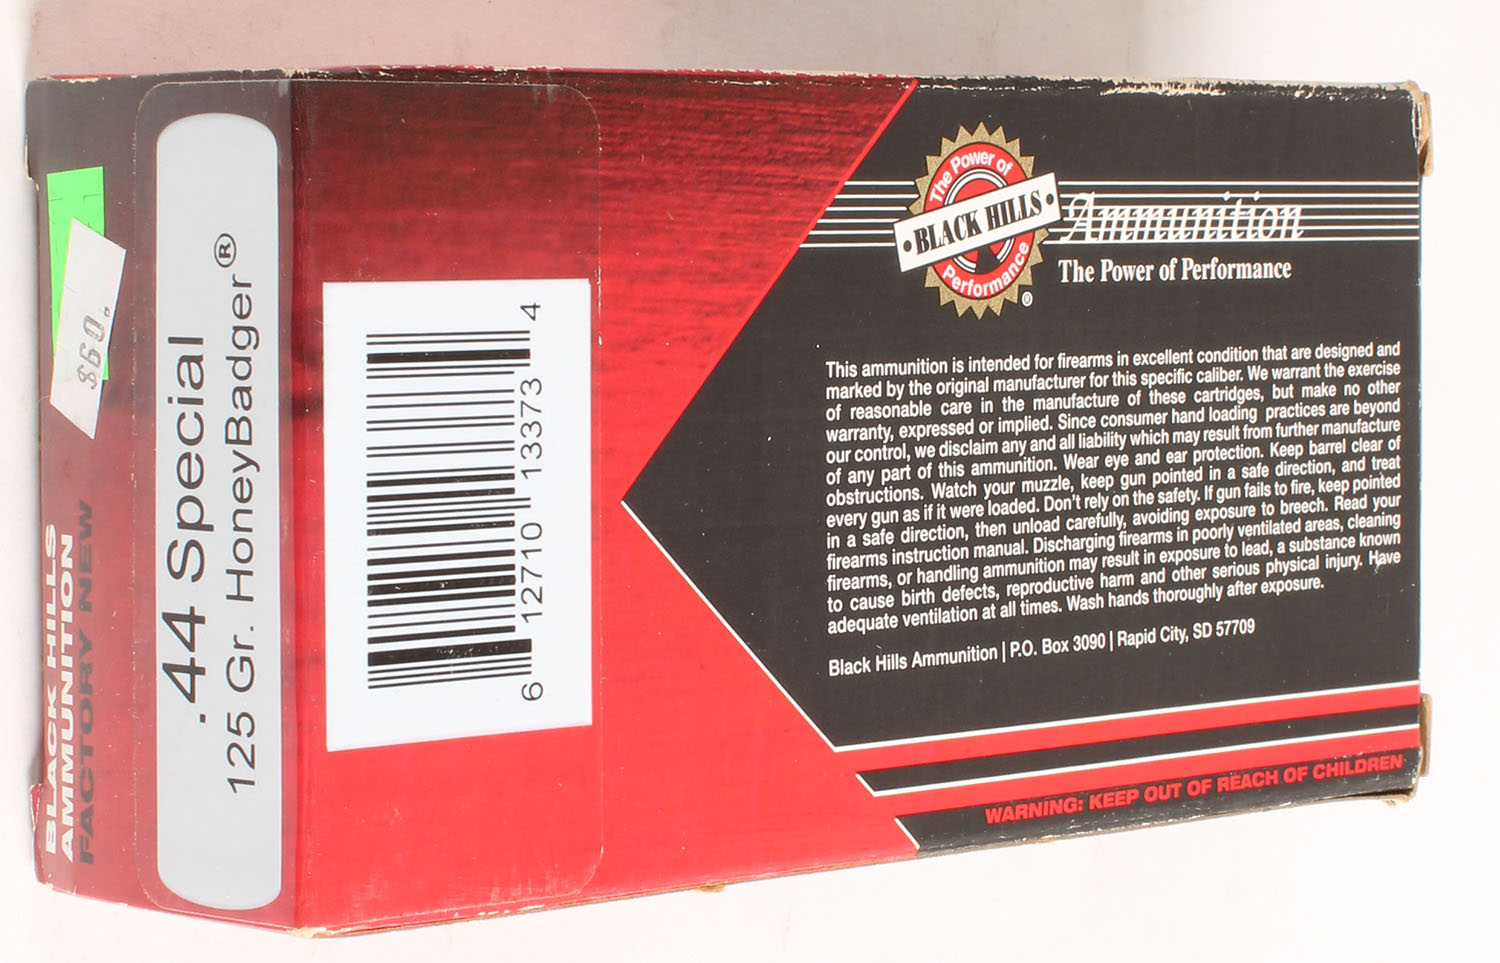 BLACK HILLS
AMMUNITION
FACTORY NEW
$60.
.44 Special
125 Gr. HoneyBadger®
6 12710 13373 4
The Power of
•BLACK HILLS•
Performance
®
Ammunition
The Power of Performance
This ammunition is intended for firearms in excellent condition that are designed and
marked by the original manufacturer for this specific caliber. We warrant the exercise
of reasonable care in the manufacture of these cartridges, but make no other
warranty, expressed or implied. Since consumer hand loading practices are beyond
our control, we disclaim any and all liability which may result from further manufacture
of any part of this ammunition. Wear eye and ear protection. Keep barrel clear of
obstructions. Watch your muzzle, keep gun pointed in a safe direction, and treat
every gun as if it were loaded. Don't rely on the safety. If gun fails to fire, keep pointed
in a safe direction, then unload carefully, avoiding exposure to breech. Read your
firearms instruction manual. Discharging firearms in poorly ventilated areas, cleaning
firearms, or handling ammunition may result in exposure to lead, a substance known
to cause birth defects, reproductive harm and other serious physical injury. Have
adequate ventilation at all times. Wash hands thoroughly after exposure.
Black Hills Ammunition | P.O. Box 3090 | Rapid City, SD 57709
WARNING: KEEP OUT OF REACH OF CHILDREN